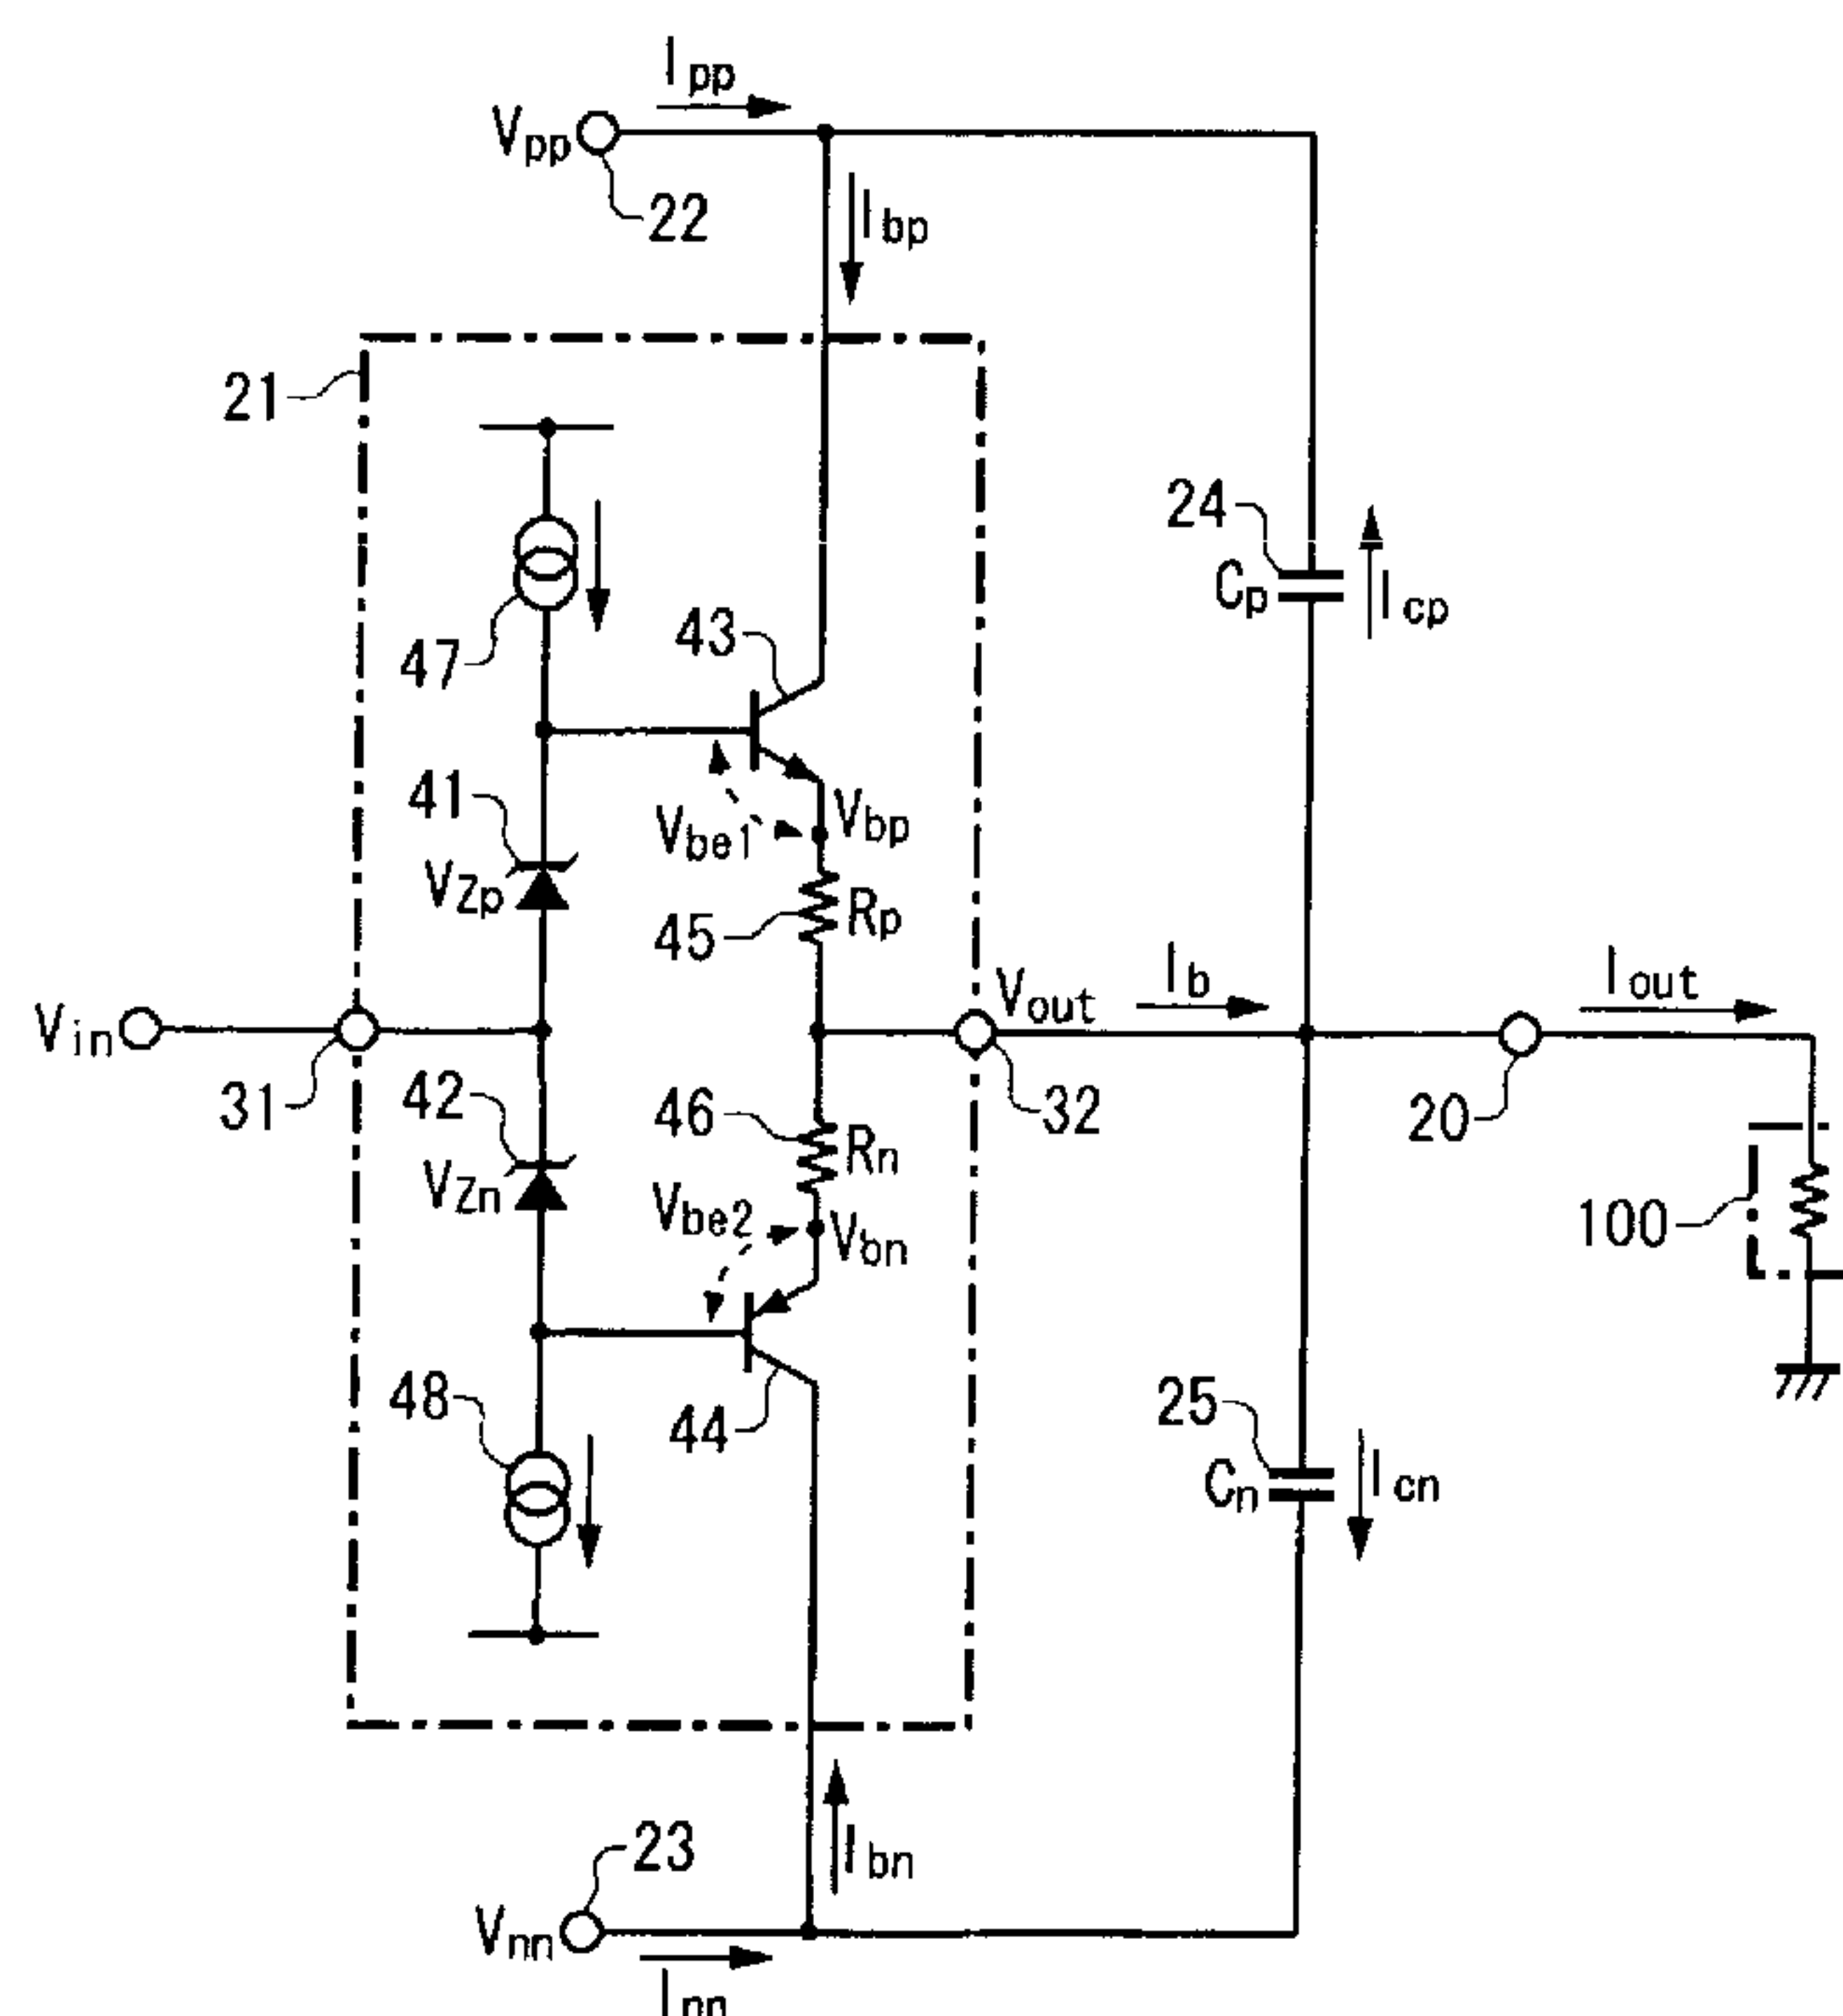 Ipp
Vpp
22
Ibp
21
24
Cp
Icp
43
47
41
Vbe1
Vbp
VZp
45
Rp
Vin
31
Vout
Ib
Iout
32
20
42
46
Rn
VZn
Vbe2
Vbn
100
48
44
25
Cn
Icn
23
Ibn
Vnn
Inn